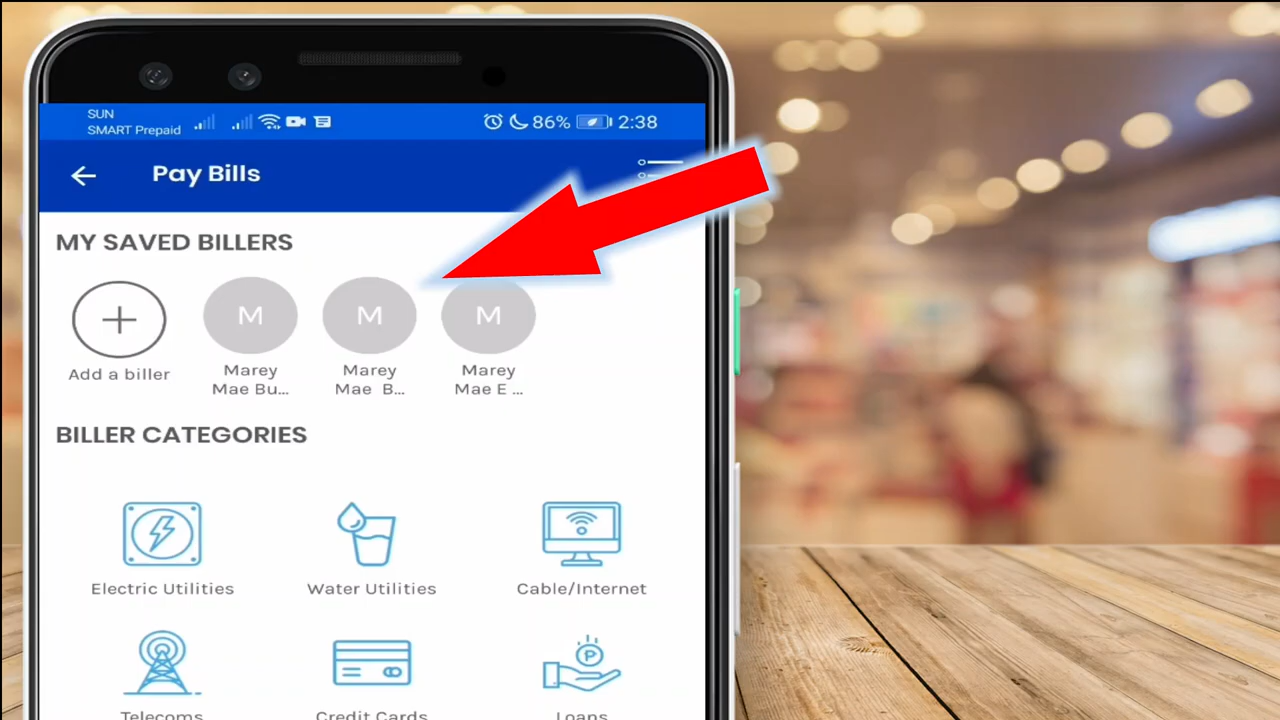 SUN
SMART Prepaid
86%
2:38
Pay Bills
MY SAVED BILLERS
M
M
M
Add a biller
Marey
Mae Bu...
Marey
Mae B...
Marey
Mae E ...
BILLER CATEGORIES
Electric Utilities
Water Utilities
Cable/Internet
P
Telecoms
Credit Cards
Loans